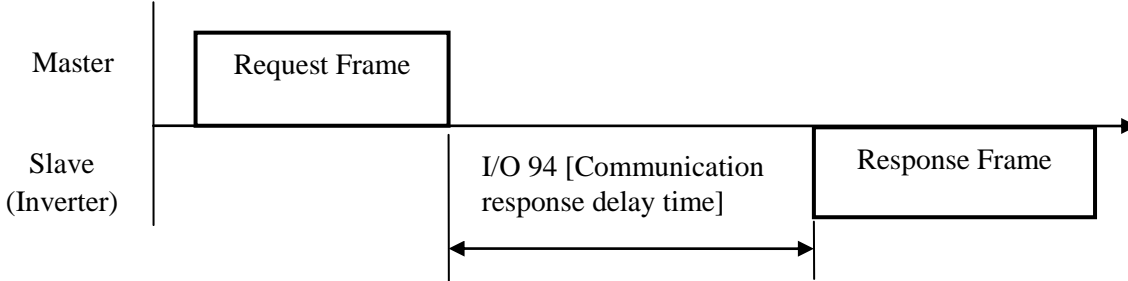 Master
Request Frame
Slave
(Inverter)
I/O 94 [Communication
response delay time]
Response Frame